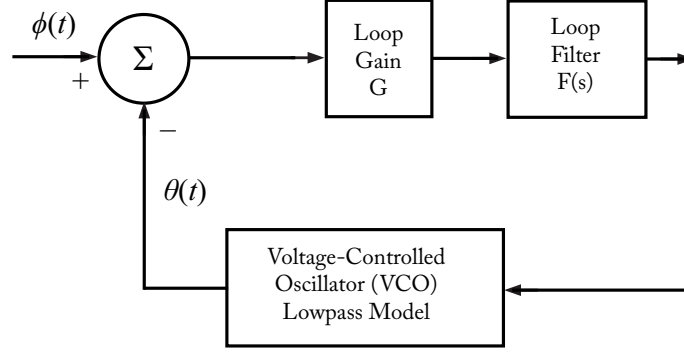 ϕ(t)
+
Σ
−
Loop
Gain
G
Loop
Filter
F(s)
θ(t)
Voltage-Controlled
Oscillator (VCO)
Lowpass Model